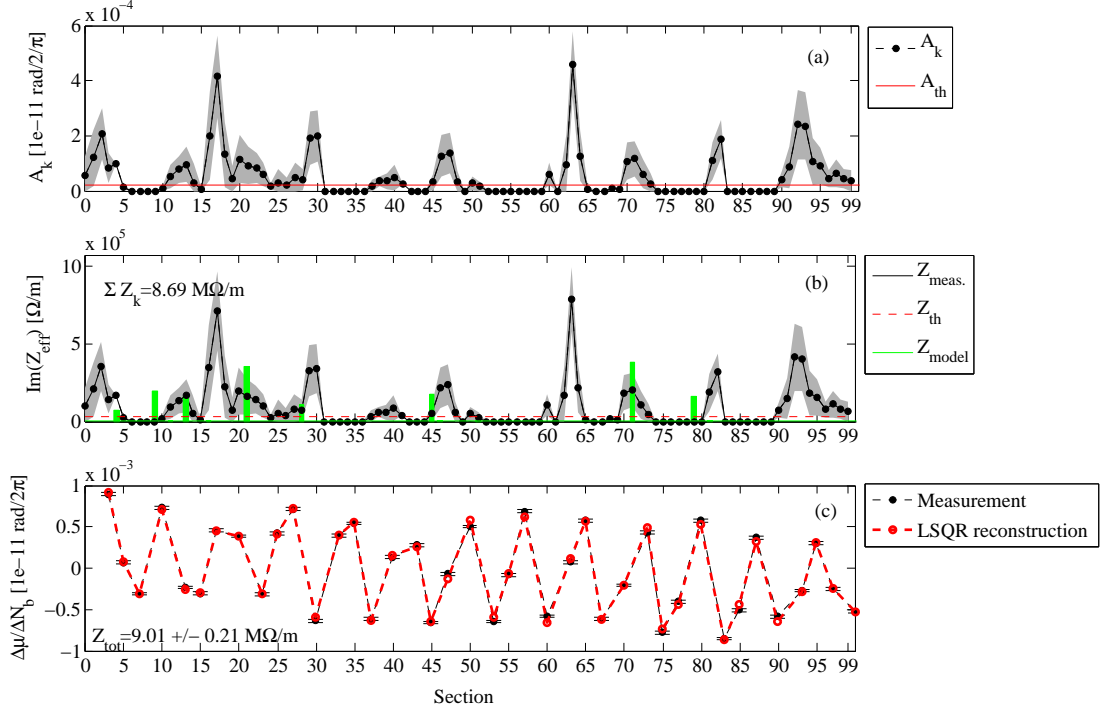 x 10^−4
6
4
2
0
A_k [1e−11 rad/2/π]
(a)
A_k
A_th
0 5 10 15 20 25 30 35 40 45 50 55 60 65 70 75 80 85 90 95 99
x 10^5
10
5
0
Im(Z_eff) [Ω/m]
Σ Z_k=8.69 MΩ/m
(b)
Z_meas.
Z_th
Z_model
0 5 10 15 20 25 30 35 40 45 50 55 60 65 70 75 80 85 90 95 99
x 10^−3
1
0.5
0
−0.5
−1
Δμ/ΔN_b [1e−11 rad/2π]
(c)
Measurement
LSQR reconstruction
Z_tot=9.01 +/− 0.21 MΩ/m
0 5 10 15 20 25 30 35 40 45 50 55 60 65 70 75 80 85 90 95 99
Section